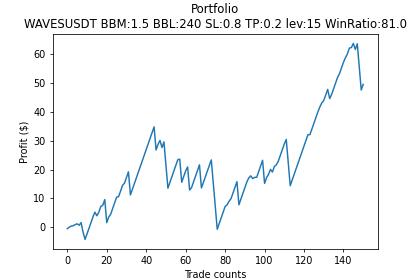 Portfolio
WAVESUSDT BBM:1.5 BBL:240 SL:0.8 TP:0.2 lev:15 WinRatio:81.0
Profit ($)
60
50
40
30
20
10
0
0 20 40 60 80 100 120 140
Trade counts